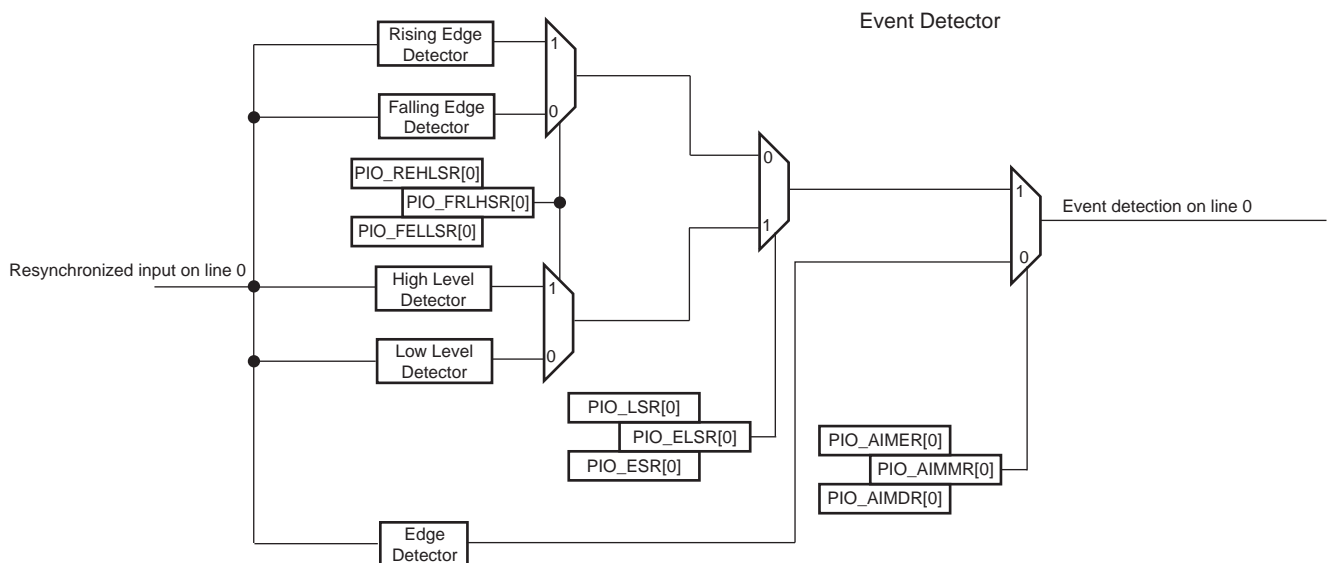 Event Detector
Rising Edge
Detector
1
Falling Edge
Detector
0
PIO_REHLSR[0]
PIO_FRLHSR[0]
PIO_FELLSR[0]
0
1
1
Event detection on line 0
0
Resynchronized input on line 0
High Level
Detector
1
Low Level
Detector
0
PIO_LSR[0]
PIO_ELSR[0]
PIO_ESR[0]
PIO_AIMER[0]
PIO_AIMMR[0]
PIO_AIMDR[0]
Edge
Detector